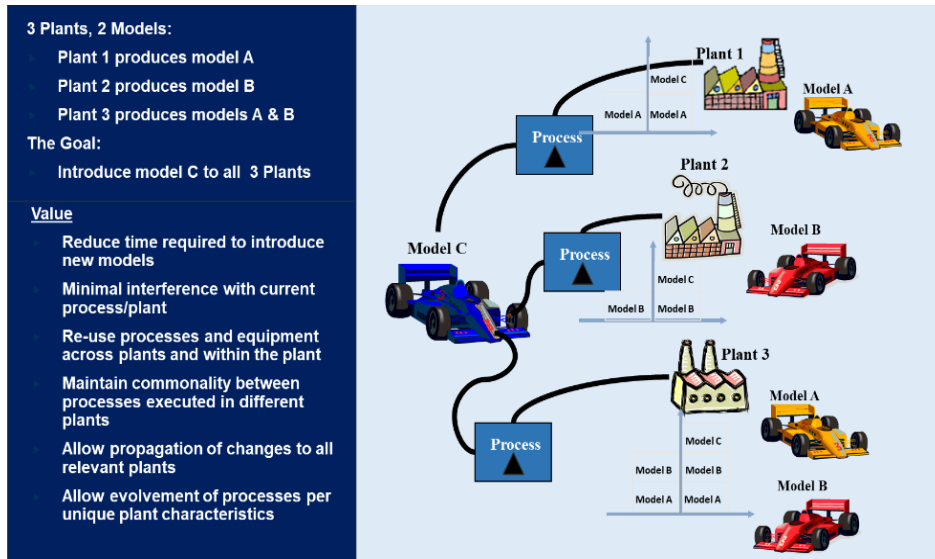 3 Plants, 2 Models:
Plant 1 produces model A
Plant 2 produces model B
Plant 3 produces models A & B
The Goal:
Introduce model C to all 3 Plants
Value
Reduce time required to introduce
new models
Minimal interference with current
process/plant
Re-use processes and equipment
across plants and within the plant
Maintain commonality between
processes executed in different
plants
Allow propagation of changes to all
relevant plants
Allow evolvement of processes per
unique plant characteristics
Plant 1
Model C
Model A
Model A Model A
Process
Plant 2
Model B
Model C
Process
Model C
Model B Model B
Plant 3
Model A
Process
Model C
Model B Model B
Model A Model A
Model B